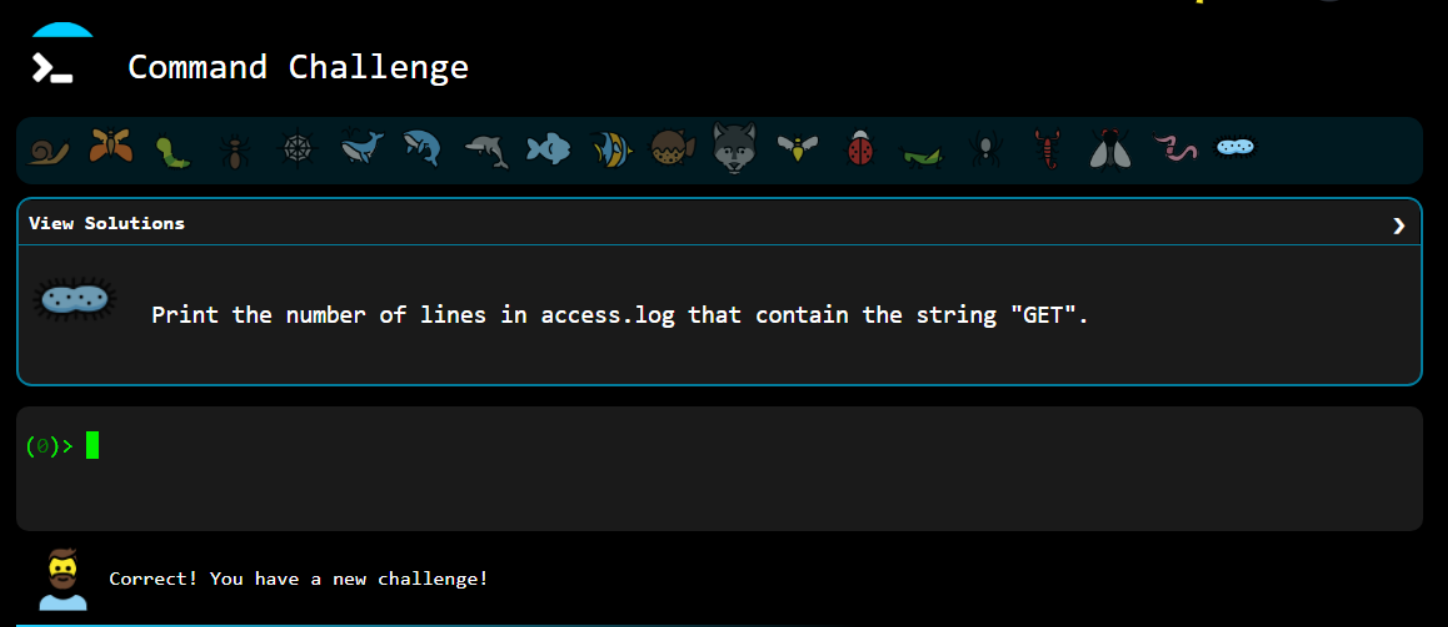 Command Challenge
View Solutions
Print the number of lines in access.log that contain the string "GET".
(0)>
Correct! You have a new challenge!